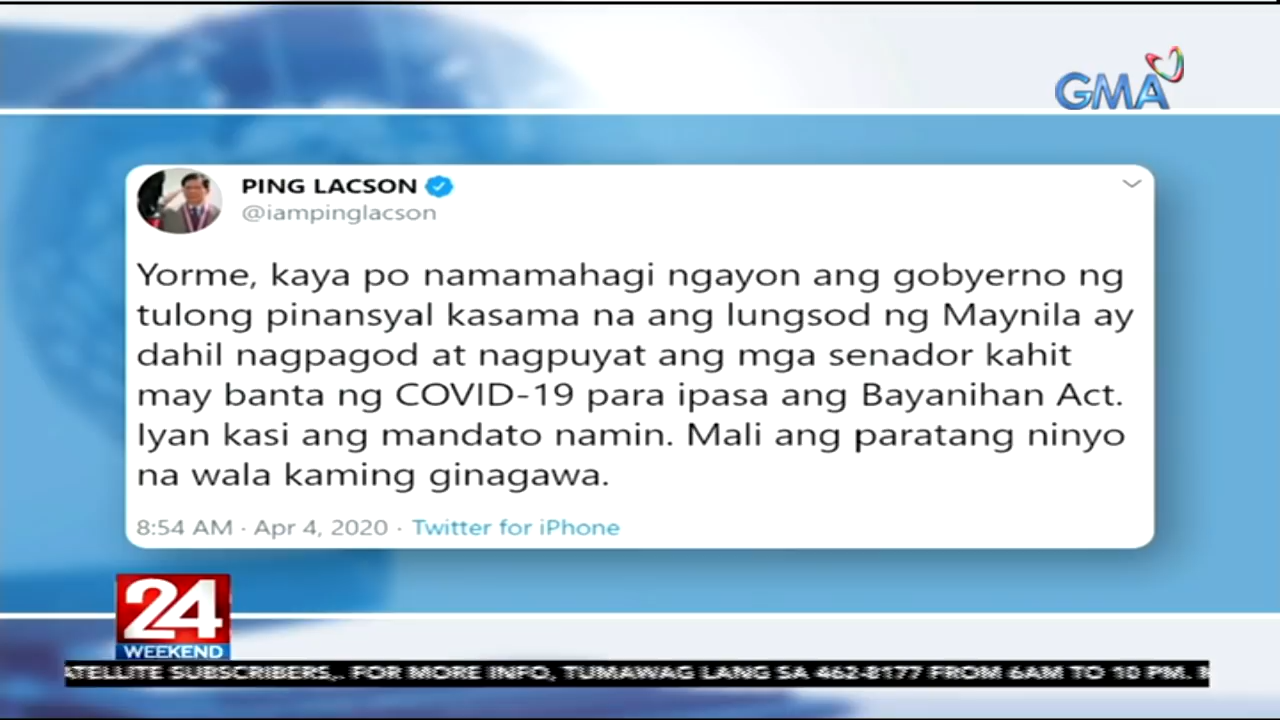 GMA
PING LACSON
@iampinglacson
Yorme, kaya po namamahagi ngayon ang gobyerno ng
tulong pinansyal kasama na ang lungsod ng Maynila ay
dahil nagpagod at nagpuyat ang mga senador kahit
may banta ng COVID-19 para ipasa ang Bayanihan Act.
Iyan kasi ang mandato namin. Mali ang paratang ninyo
na wala kaming ginagawa.
8:54 AM · Apr 4, 2020 · Twitter for iPhone
24
WEEKEND
ATELLITE SUBSCRIBERS,. FOR MORE INFO, TUMAWAG LANG SA 462-8177 FROM 6AM TO 10 PM.